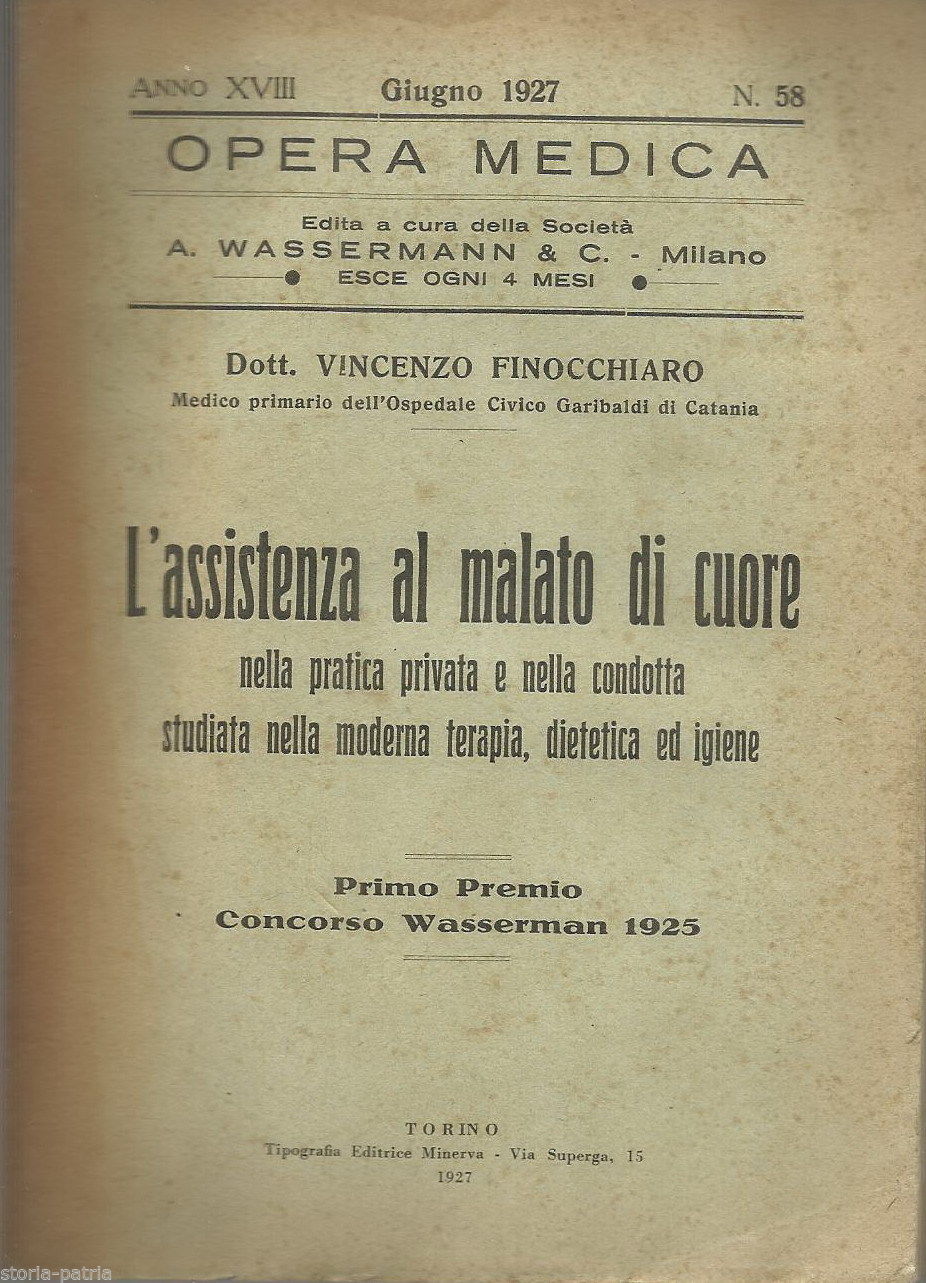 ANNO XVIII Giugno 1927 N. 58
OPERA MEDICA
Edita a cura della Società
A. WASSERMANN & C. - Milano
ESCE OGNI 4 MESI
Dott. VINCENZO FINOCCHIARO
Medico primario dell'Ospedale Civico Garibaldi di Catania
L'assistenza al malato di cuore
nella pratica privata e nella condotta
studiata nella moderna terapia, dietetica ed igiene
Primo Premio
Concorso Wasserman 1925
TORINO
Tipografia Editrice Minerva - Via Superga, 15
1927
storia-patria